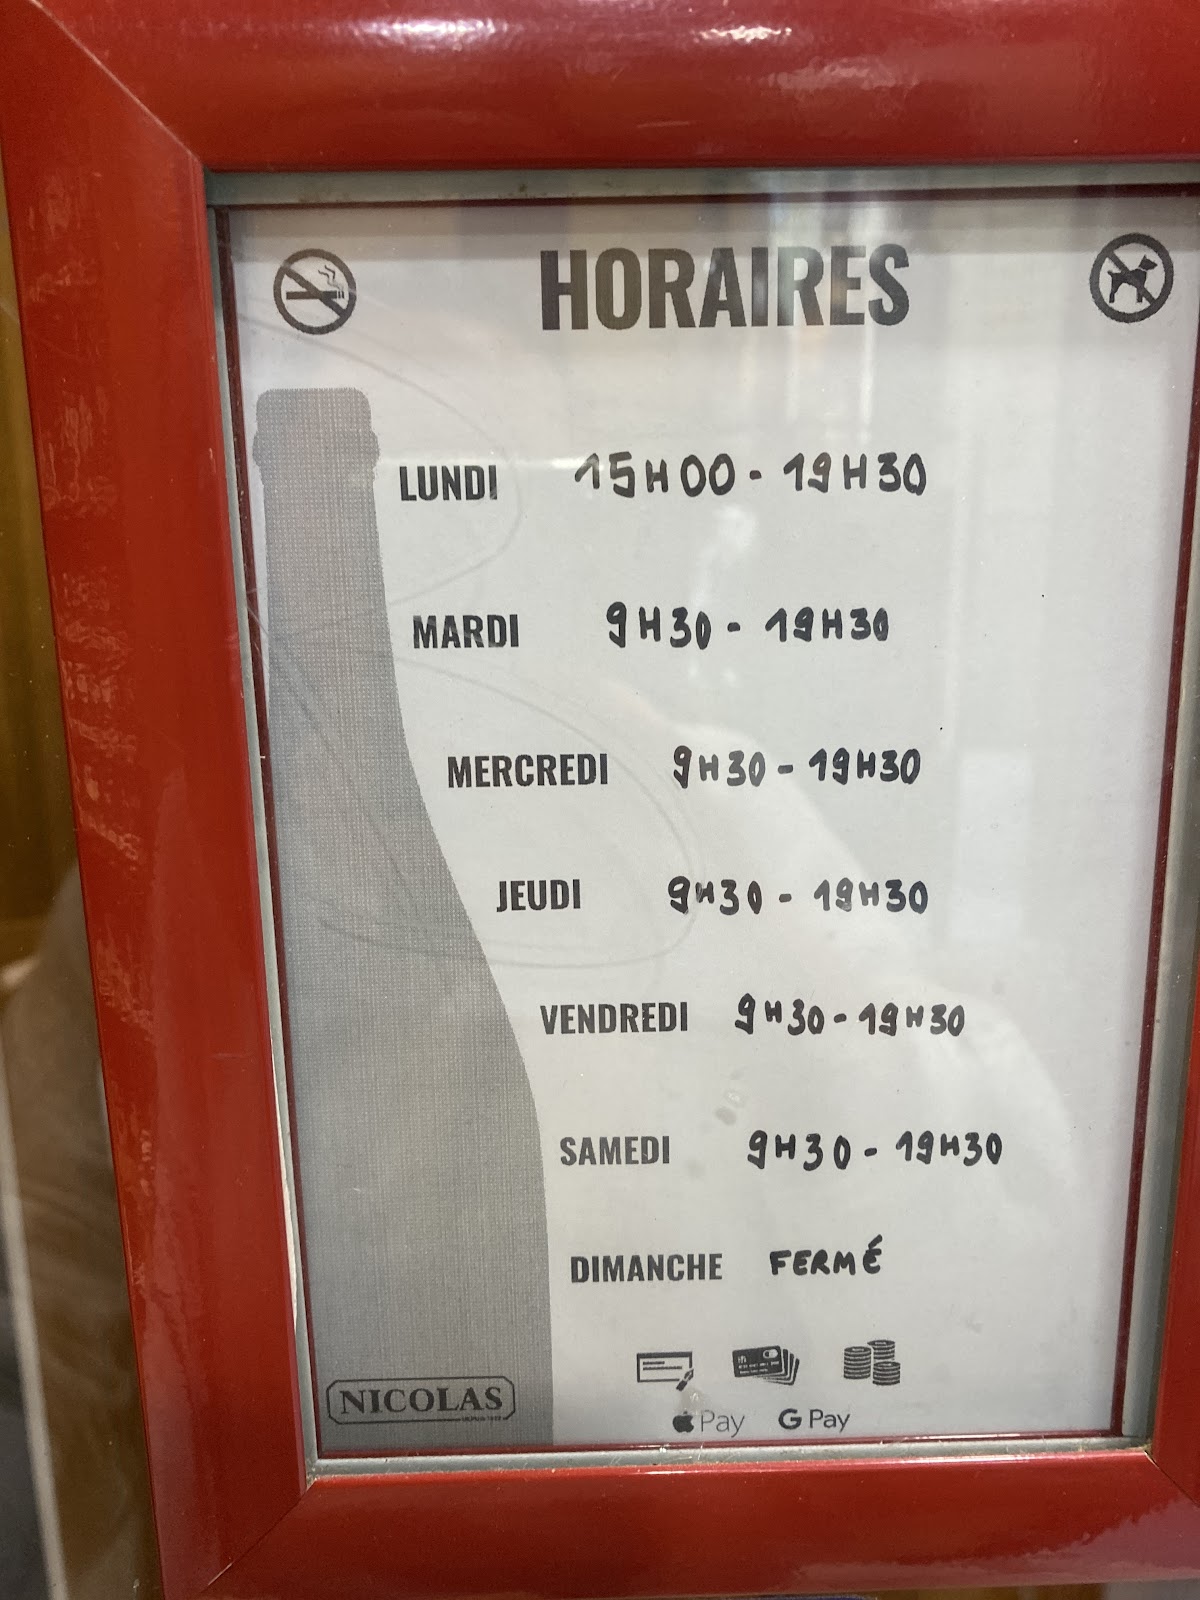 HORAIRES
LUNDI 15H00 - 19H30
MARDI 9H30 - 19H30
MERCREDI 9H30 - 19H30
JEUDI 9H30 - 19H30
VENDREDI 9H30 - 19H30
SAMEDI 9H30 - 19H30
DIMANCHE FERMÉ
NICOLAS
Pay G Pay